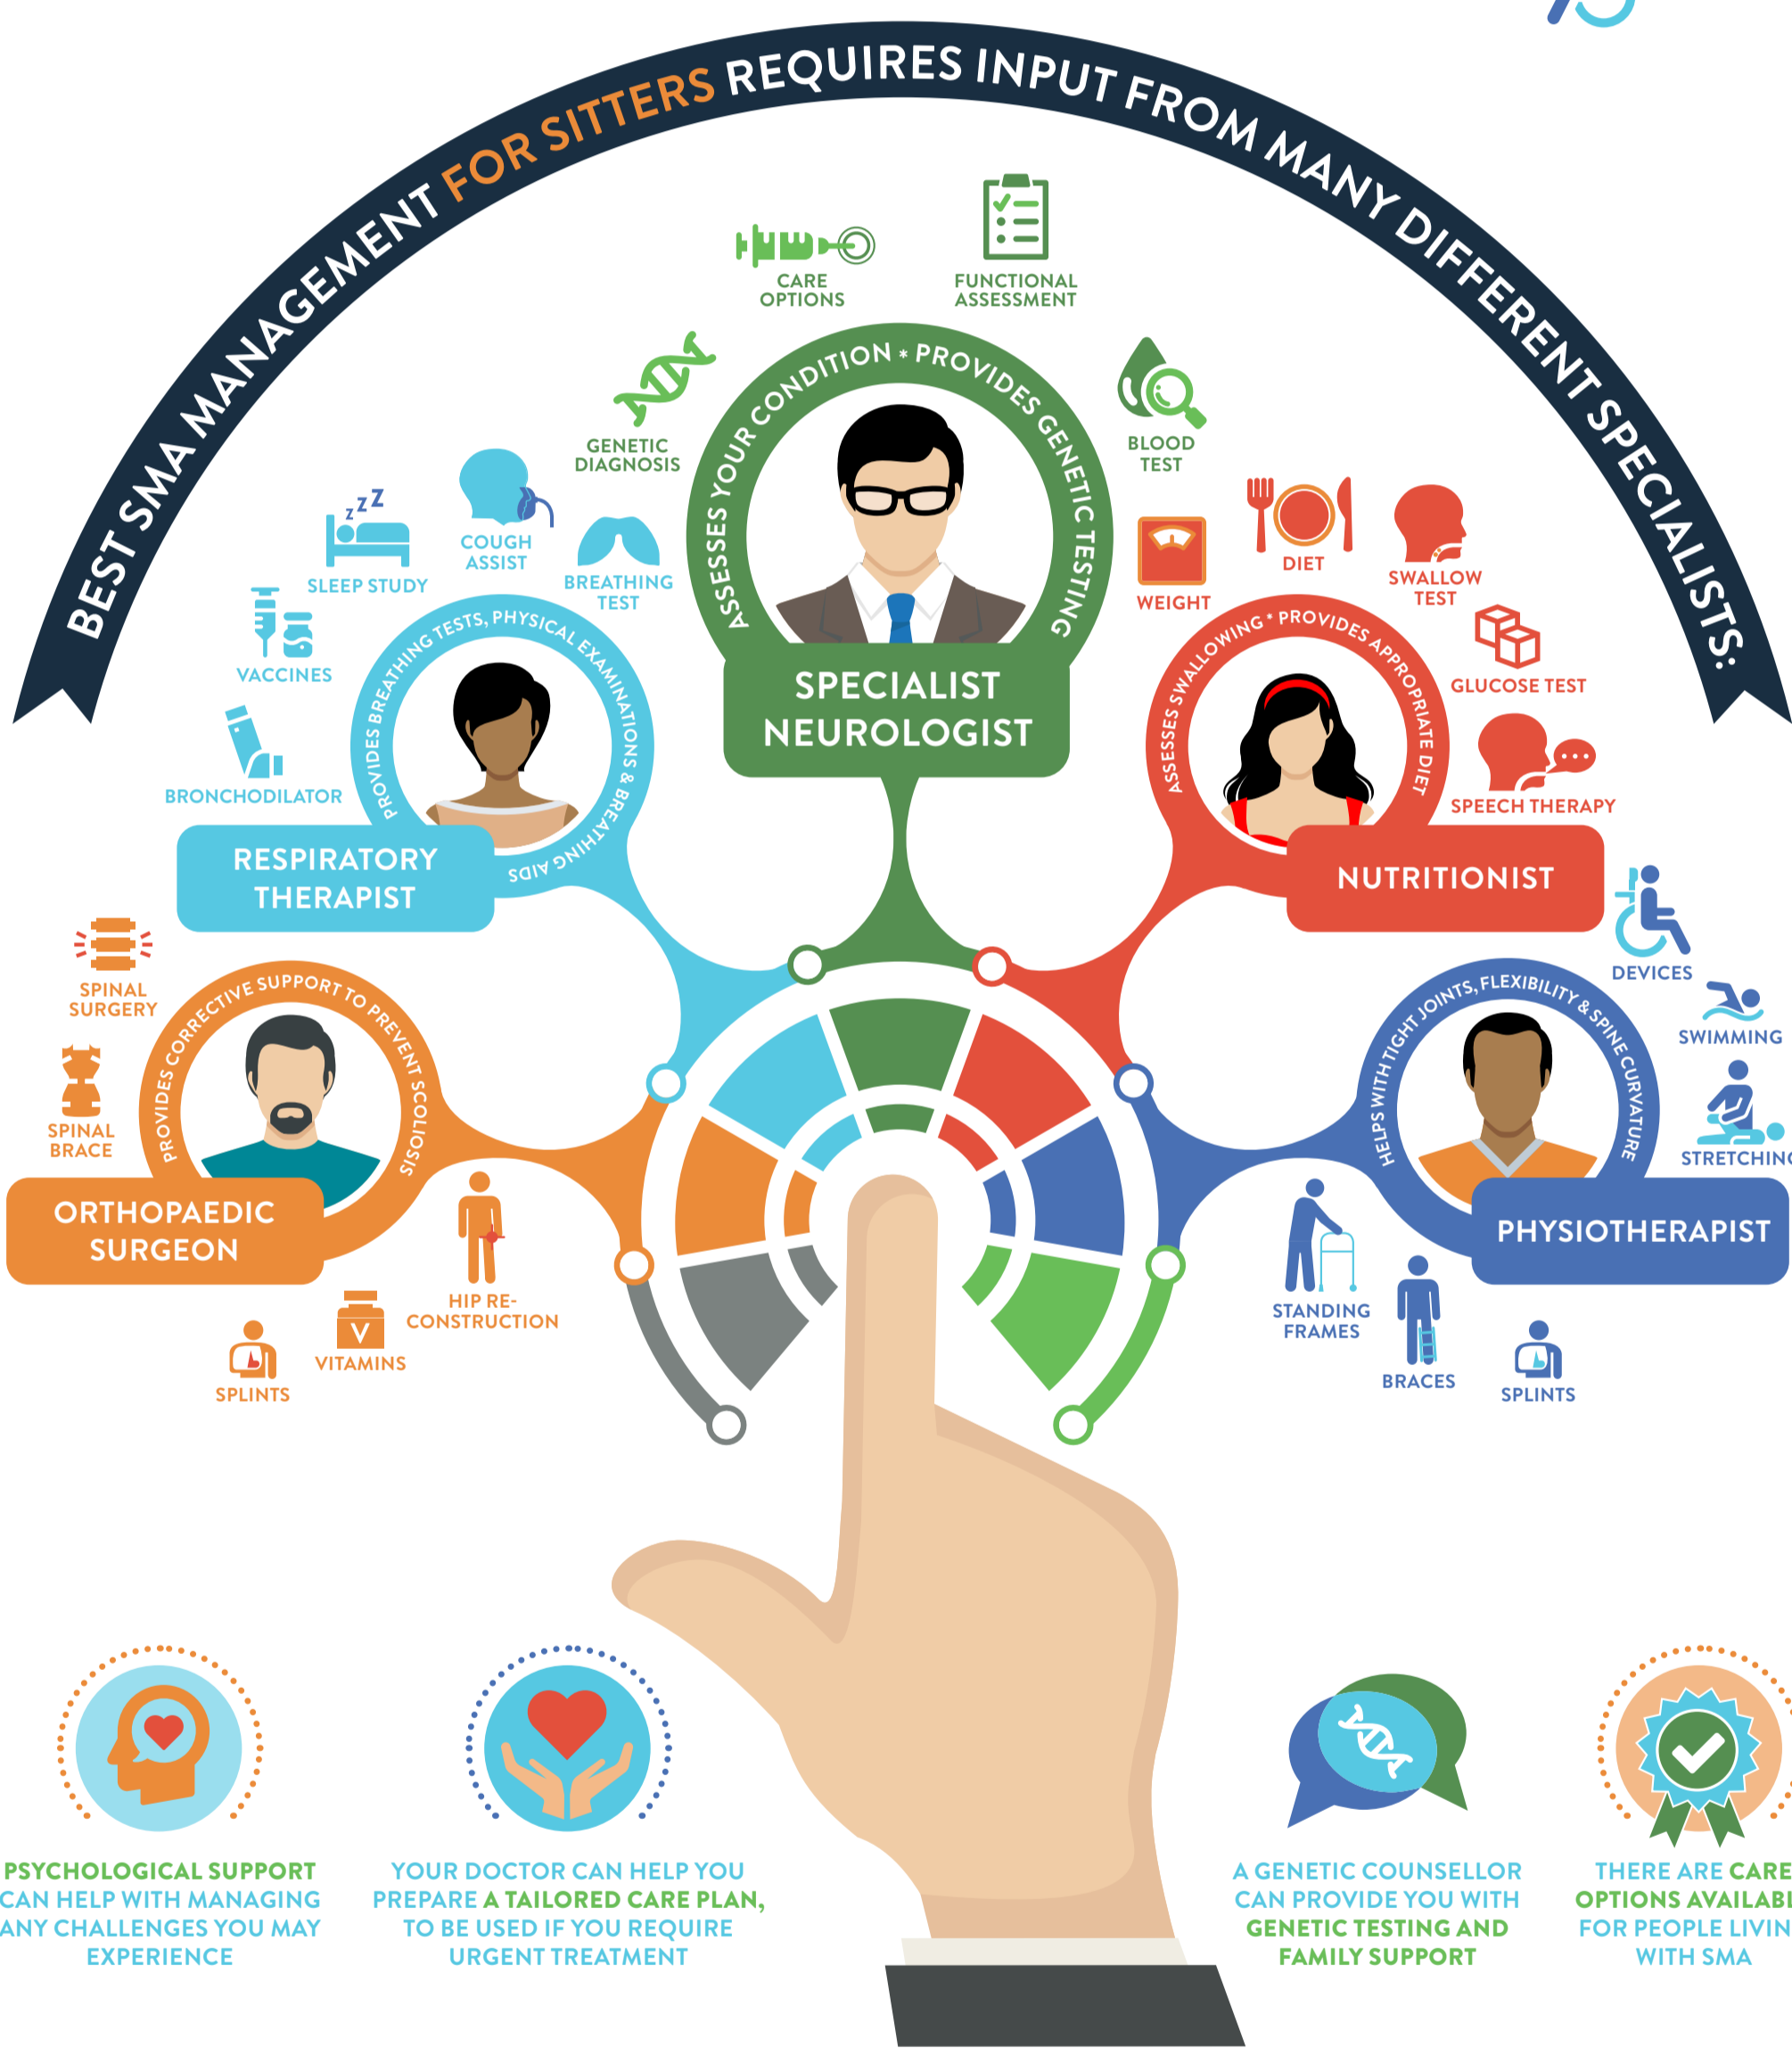 BEST SMA MANAGEMENT FOR SITTERS REQUIRES INPUT FROM MANY DIFFERENT SPECIALISTS:
CARE
OPTIONS
FUNCTIONAL
ASSESSMENT
GENETIC
DIAGNOSIS
BLOOD
TEST
ASSESSES YOUR CONDITION * PROVIDES GENETIC TESTING
SPECIALIST
NEUROLOGIST
zzZ
SLEEP STUDY
COUGH
ASSIST
BREATHING
TEST
VACCINES
BRONCHODILATOR
PROVIDES BREATHING TESTS, PHYSICAL EXAMINATIONS & BREATHING AIDS
RESPIRATORY
THERAPIST
WEIGHT
DIET
SWALLOW
TEST
GLUCOSE TEST
SPEECH THERAPY
ASSESSES SWALLOWING * PROVIDES APPROPRIATE DIET
NUTRITIONIST
SPINAL
SURGERY
SPINAL
BRACE
PROVIDES CORRECTIVE SUPPORT TO PREVENT SCOLIOSIS
ORTHOPAEDIC
SURGEON
HIP RE-
CONSTRUCTION
V
VITAMINS
SPLINTS
DEVICES
SWIMMING
STRETCHING
HELPS WITH TIGHT JOINTS, FLEXIBILITY & SPINE CURVATURE
PHYSIOTHERAPIST
STANDING
FRAMES
BRACES
SPLINTS
PSYCHOLOGICAL SUPPORT
CAN HELP WITH MANAGING
ANY CHALLENGES YOU MAY
EXPERIENCE
YOUR DOCTOR CAN HELP YOU
PREPARE A TAILORED CARE PLAN,
TO BE USED IF YOU REQUIRE
URGENT TREATMENT
A GENETIC COUNSELLOR
CAN PROVIDE YOU WITH
GENETIC TESTING AND
FAMILY SUPPORT
THERE ARE CARE
OPTIONS AVAILABL
FOR PEOPLE LIVIN
WITH SMA